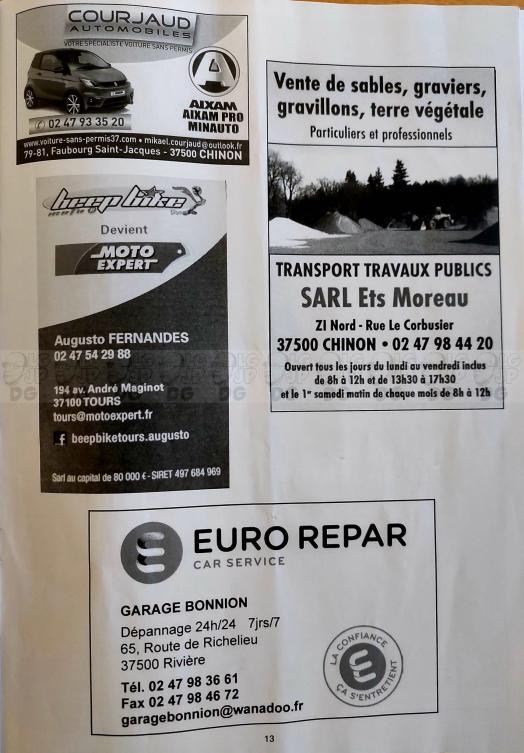 COURJAUD
AUTOMOBILES
VOTRE SPÉCIALISTE VOITURE SANS PERMIS
02 47 93 35 20
AIXAM
AIXAM PRO
MINAUTO
www.voiture-sans-permis37.com • mikael.courjaud@outlook.fr
79-81, Faubourg Saint-Jacques - 37500 CHINON
beep bike
moto
Devient
MOTO
EXPERT
Augusto FERNANDES
02 47 54 29 88
194 av. André Maginot
37100 TOURS
tours@motoexpert.fr
f beepbiketours.augusto
Sarl au capital de 80 000 € - SIRET 497 684 969
Vente de sables, graviers,
gravillons, terre végétale
Particuliers et professionnels
TRANSPORT TRAVAUX PUBLICS
SARL Ets Moreau
ZI Nord - Rue Le Corbusier
37500 CHINON • 02 47 98 44 20
Ouvert tous les jours du lundi au vendredi inclus
de 8h à 12h et de 13h30 à 17h30
et le 1er samedi matin de chaque mois de 8h à 12h
EURO REPAR
CAR SERVICE
GARAGE BONNION
Dépannage 24h/24 7jrs/7
65, Route de Richelieu
37500 Rivière
Tél. 02 47 98 36 61
Fax 02 47 98 46 72
garagebonnion@wanadoo.fr
LA CONFIANCE
ÇA S'ENTRETIENT
13